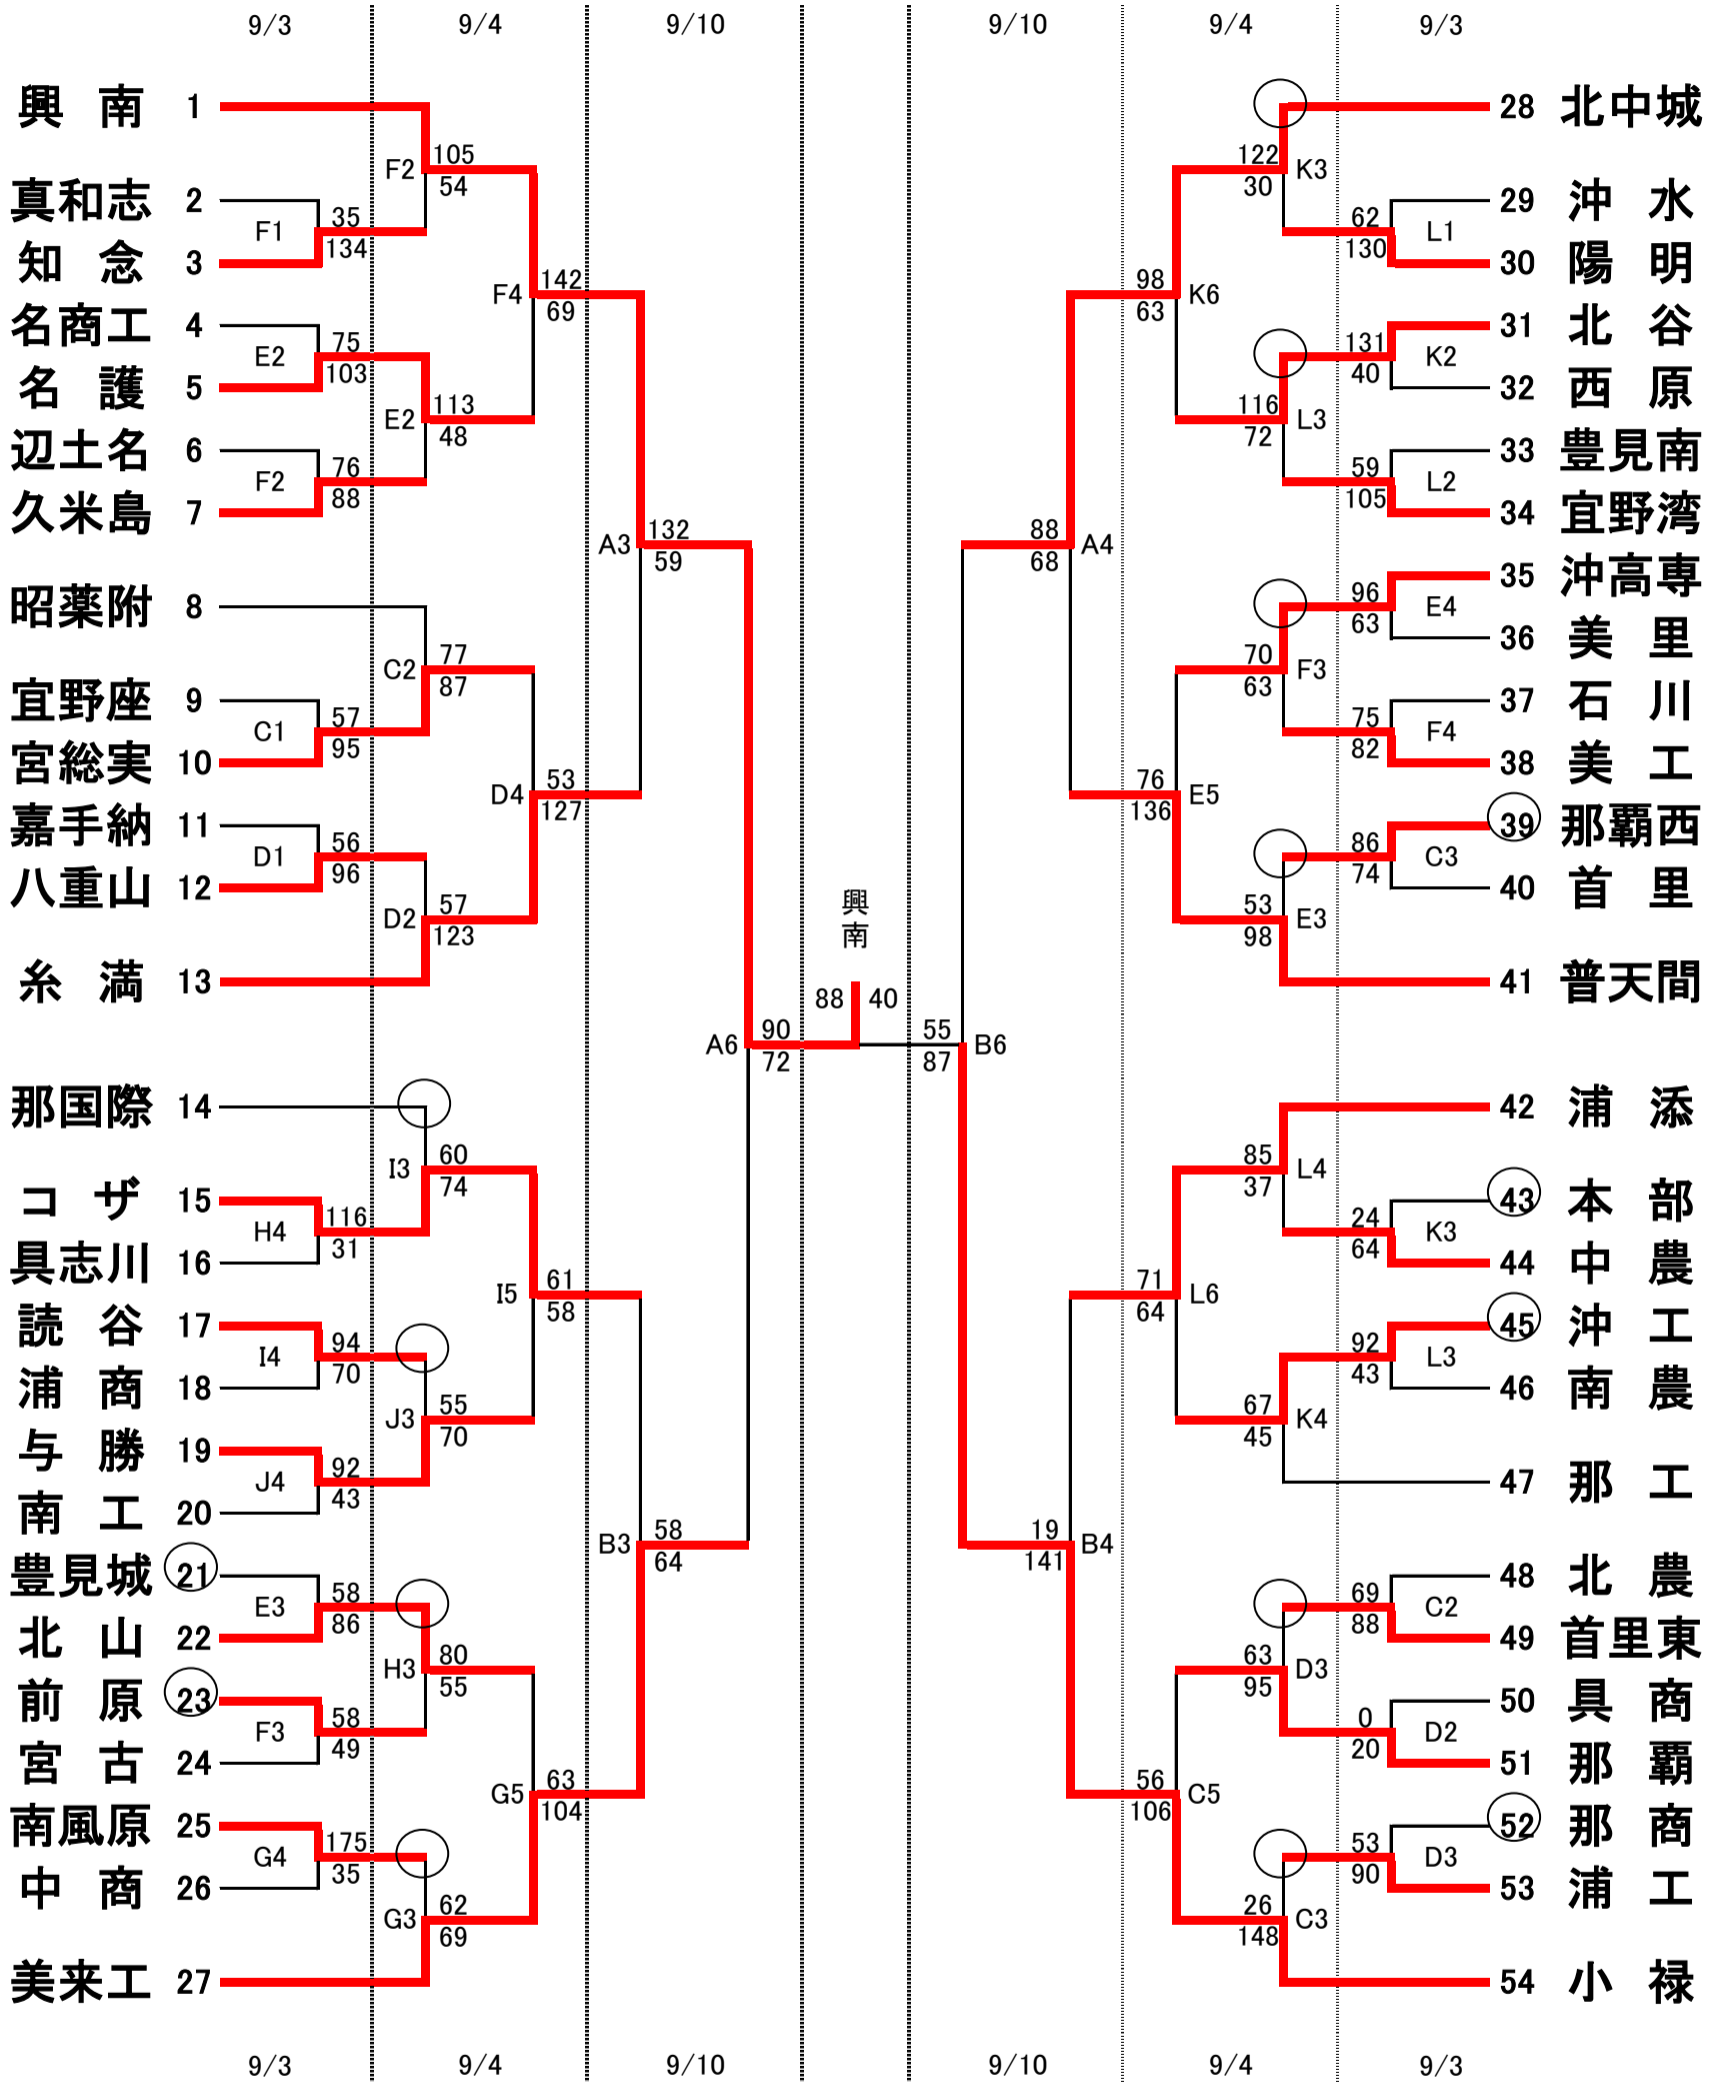 9/3 9/4 9/10 9/10 9/4 9/3
興 南 1 28 北中城
105 122
F2 K3
54 30
真和志 2 29 沖 水
35 62
F1 L1
134 130
知 念 3 30 陽 明
142 98
F4 K6
69 63
名商工 4 31 北 谷
75 131
E2 K2
103 40
名 護 5 32 西 原
113 116
E2 L3
48 72
辺土名 6 33 豊見南
76 59
F2 L2
88 105
久米島 7 34 宜野湾
132 88
A3 A4
59 68
35 沖高専
96
昭薬附 8 E4
63
36 美 里
77 70
C2 F3
87 63
宜野座 9 37 石 川
57 75
C1 F4
95 82
宮総実 10 38 美 工
53 76
D4 E5
127 136
嘉手納 11 39 那覇西
56 86
D1 C3
96 74
八重山 12 40 首 里
興南
57 53
D2 E3
123 98
糸 満 13 41 普天間
88 40
90 55
A6 B6
72 87
那国際 14 42 浦 添
60 85
I3 L4
74 37
コ ザ 15 43 本 部
116 24
H4 K3
31 64
具志川 16 44 中 農
61 71
I5 L6
58 64
読 谷 17 45 沖 工
94 92
I4 L3
70 43
浦 商 18 46 南 農
55 67
J3 K4
70 45
与 勝 19
92
J4 47 那 工
43
南 工 20
58 19
B3 B4
64 141
豊見城 21 48 北 農
58 69
E3 C2
86 88
北 山 22 49 首里東
80 63
H3 D3
55 95
前 原 23 50 具 商
58 0
F3 D2
49 20
宮 古 24 51 那 覇
63 56
G5 C5
104 106
南風原 25 52 那 商
175 53
G4 D3
35 90
中 商 26 53 浦 工
62 26
G3 C3
69 148
美来工 27 54 小 禄
9/3 9/4 9/10 9/10 9/4 9/3